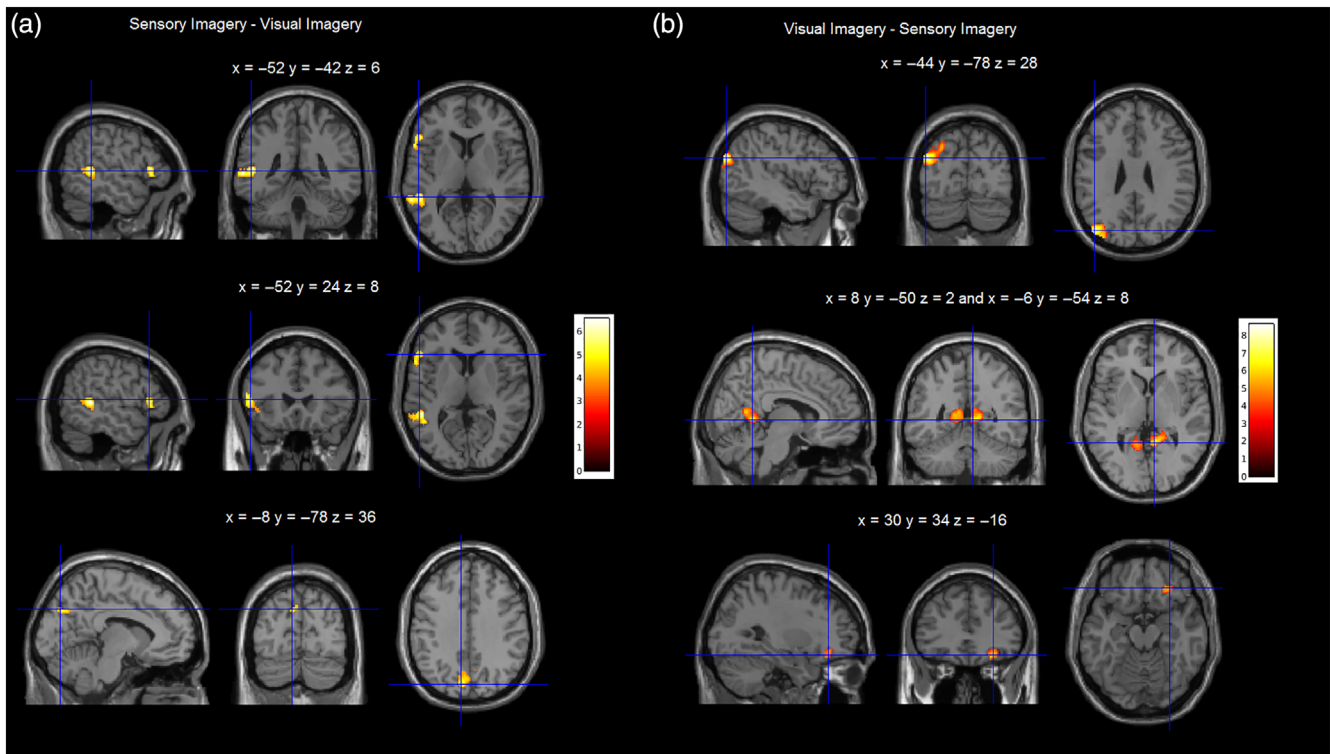 (a)
Sensory Imagery - Visual Imagery
x = −52 y = −42 z = 6
x = −52 y = 24 z = 8
6
5
4
3
2
1
0
x = −8 y = −78 z = 36
(b)
Visual Imagery - Sensory Imagery
x = −44 y = −78 z = 28
x = 8 y = −50 z = 2 and x = −6 y = −54 z = 8
8
7
6
5
4
3
2
1
0
x = 30 y = 34 z = −16